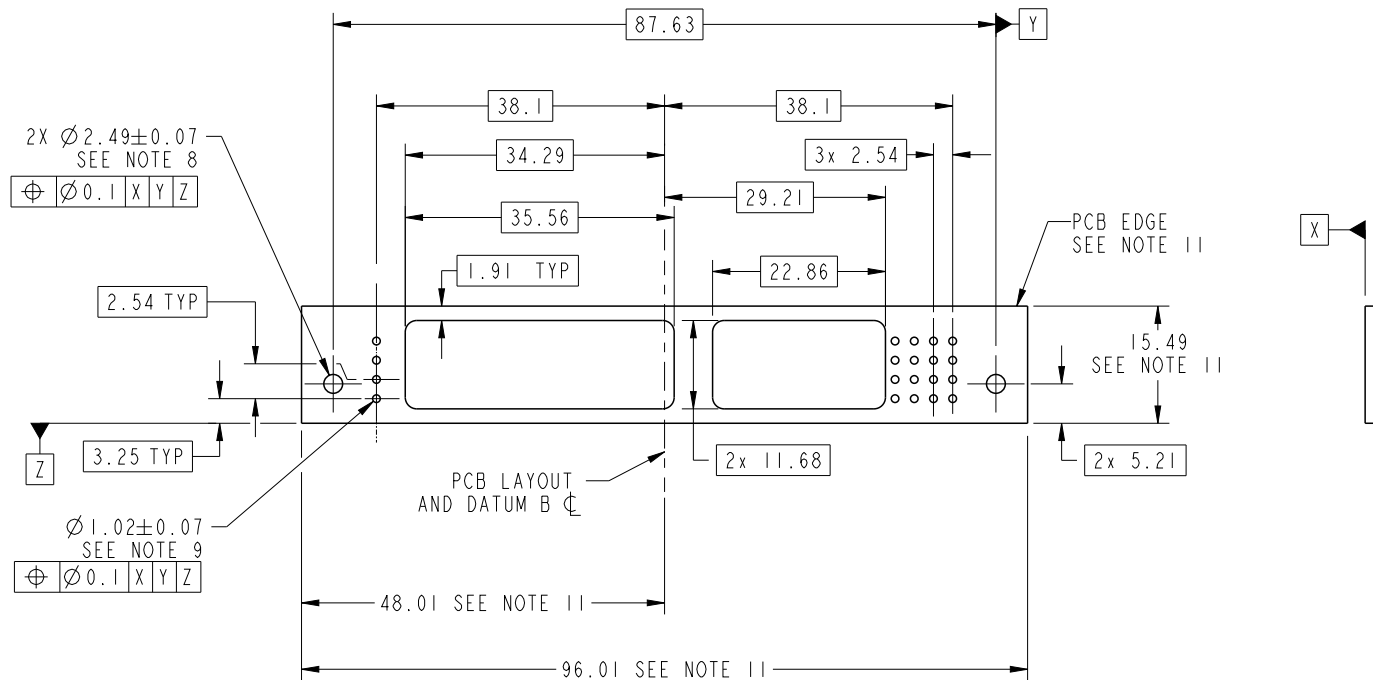 87.63
Y
38.1
38.1
2X Ø2.49±0.07
SEE NOTE 8
⌖ Ø0.1 X Y Z
34.29
3x 2.54
29.21
35.56
PCB EDGE
SEE NOTE 11
X
1.91 TYP
22.86
2.54 TYP
15.49
SEE NOTE 11
3.25 TYP
Z
2x 11.68
2x 5.21
PCB LAYOUT
AND DATUM B ℄
Ø1.02±0.07
SEE NOTE 9
⌖ Ø0.1 X Y Z
48.01 SEE NOTE 11
96.01 SEE NOTE 11